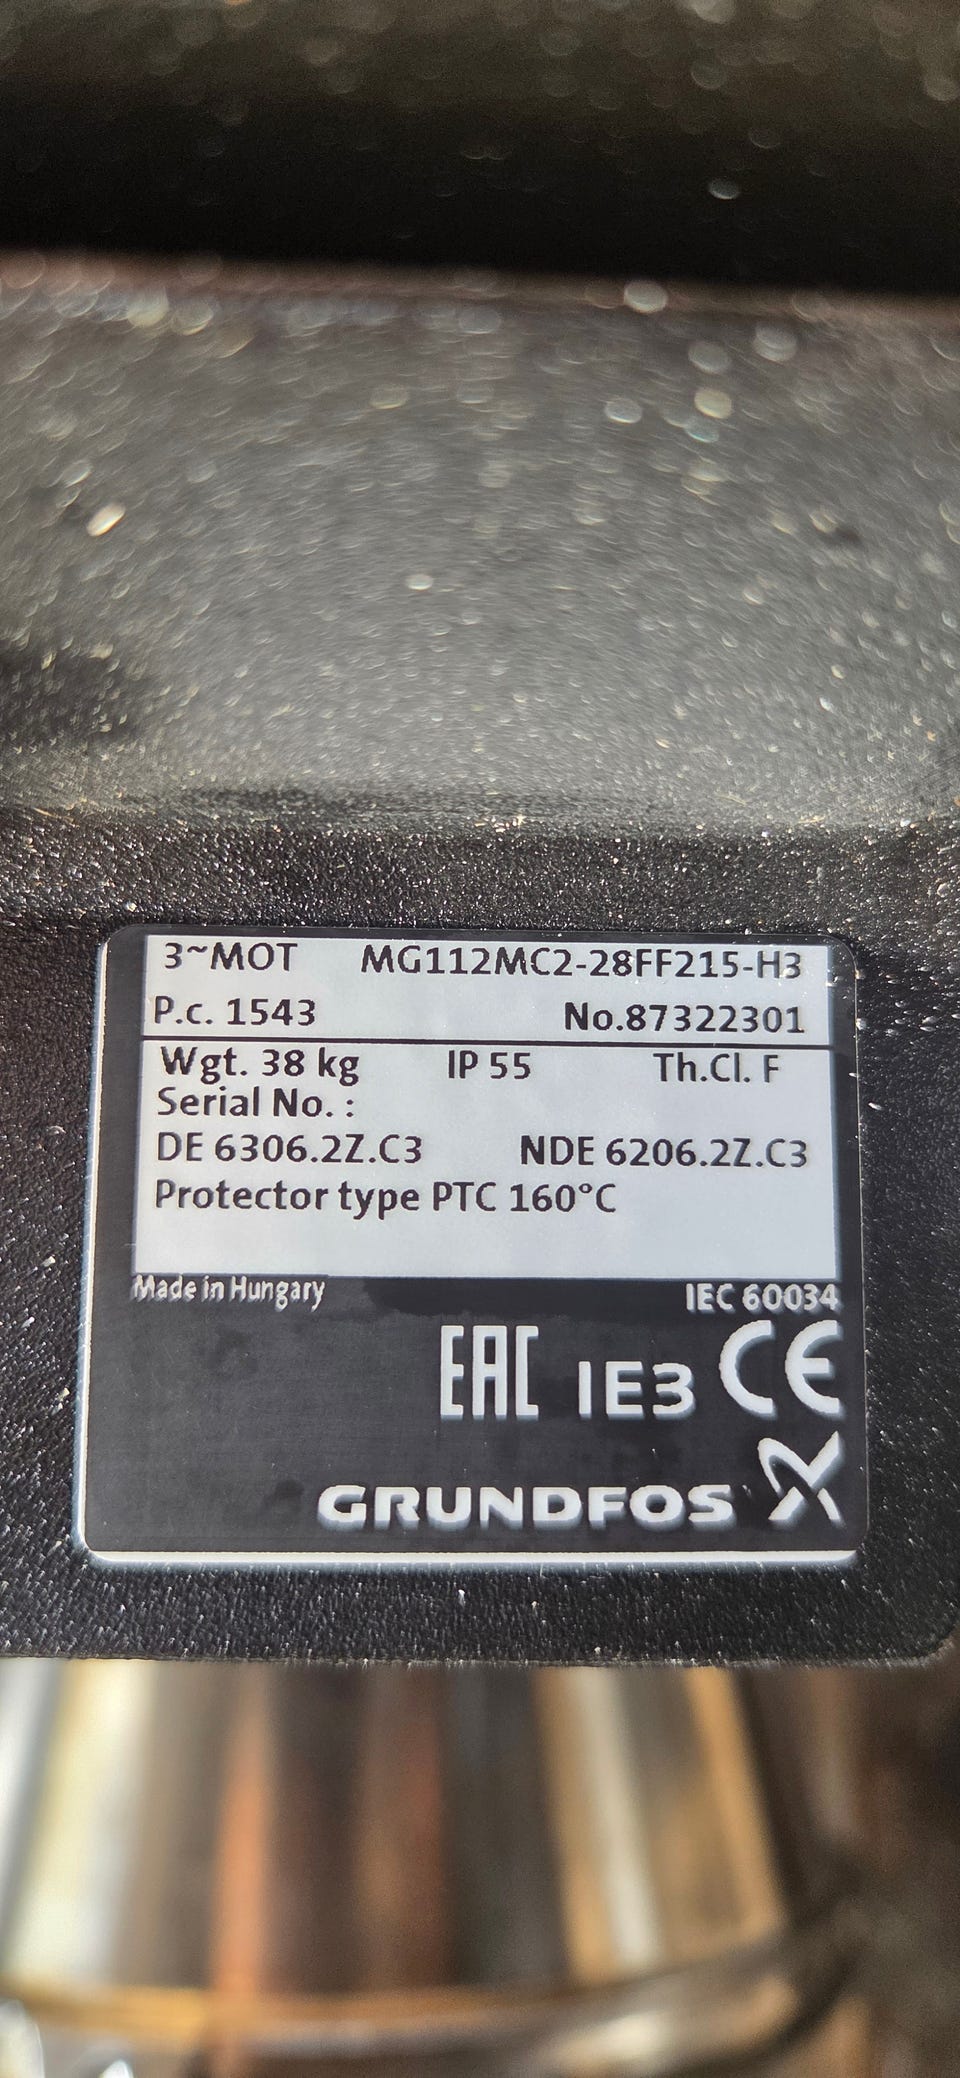 3~MOT MG112MC2-28FF215-H3
P.c. 1543 No.87322301
Wgt. 38 kg IP 55 Th.Cl. F
Serial No. :
DE 6306.2Z.C3 NDE 6206.2Z.C3
Protector type PTC 160°C
Made in Hungary IEC 60034
EAC IE3 CE
GRUNDFOS